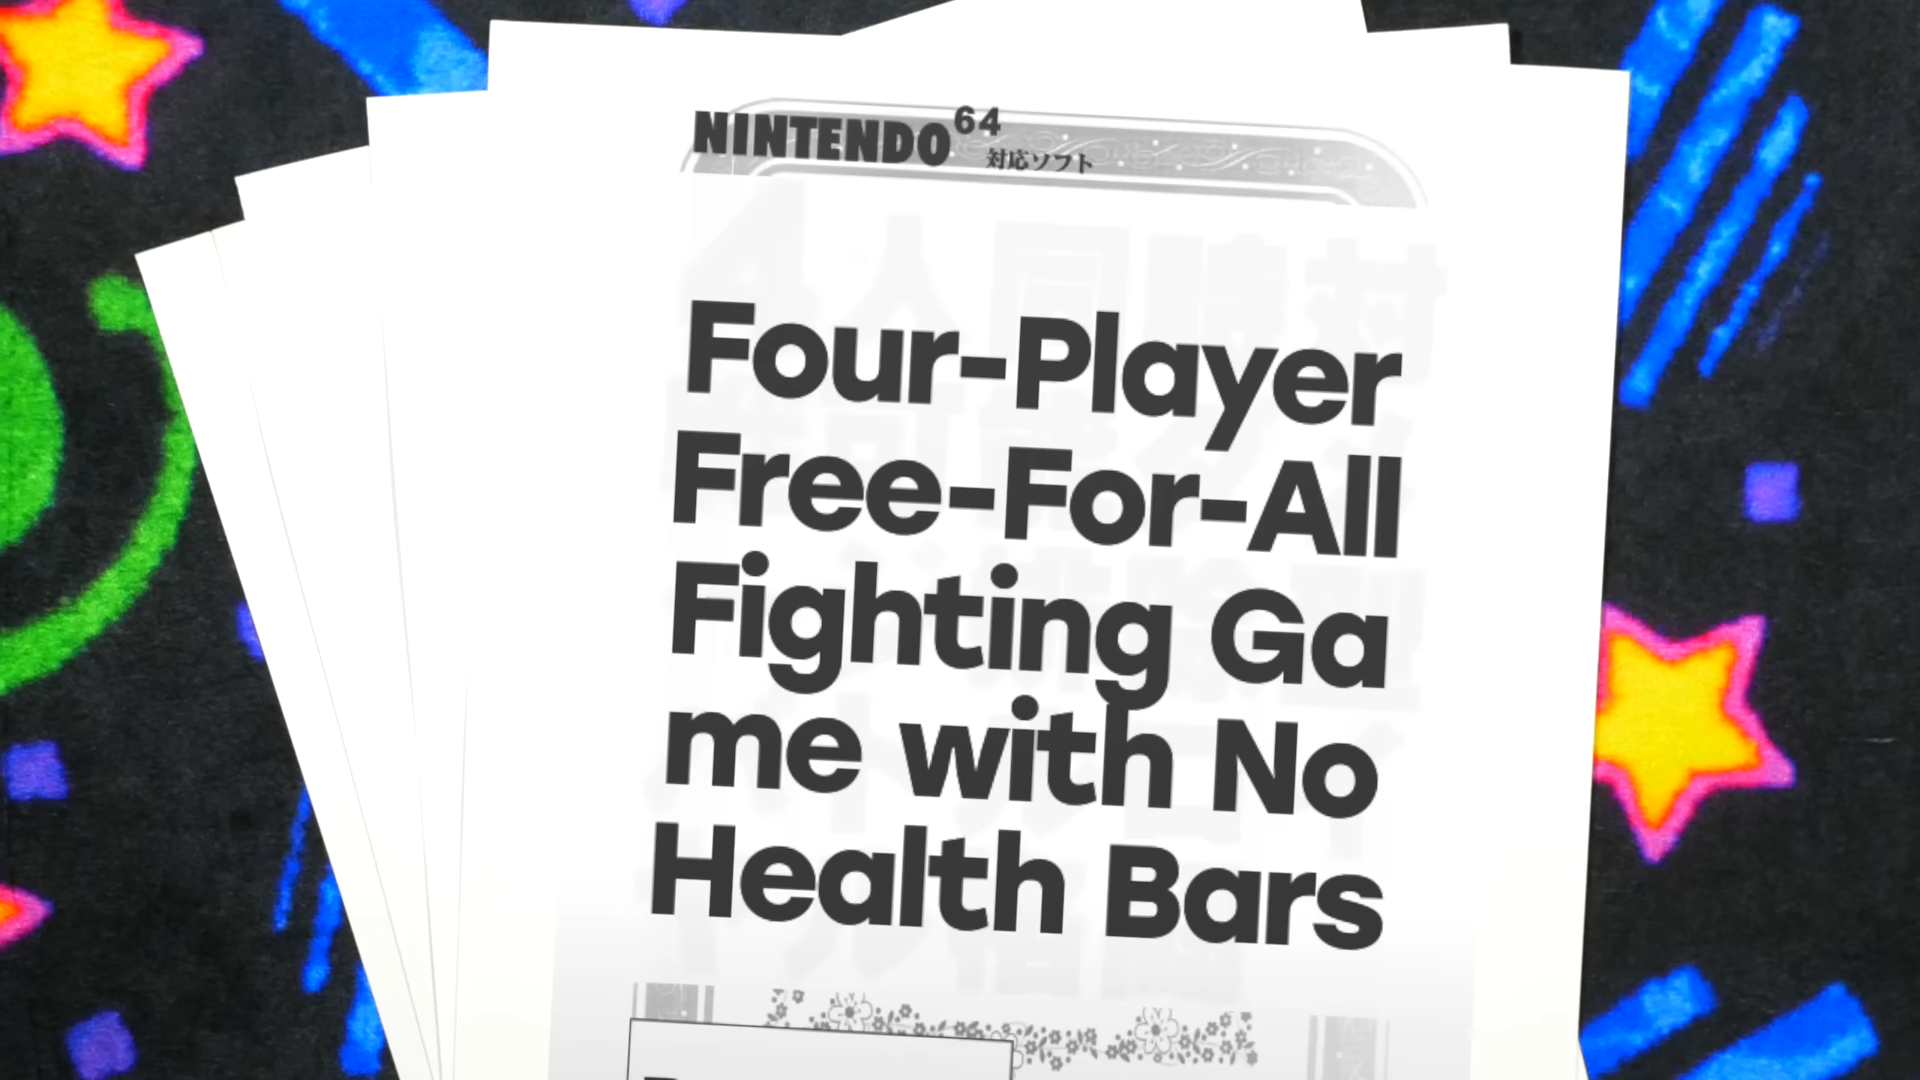 NINTENDO64
対応ソフト
Four-Player
Free-For-All
Fighting Ga
me with No
Health Bars